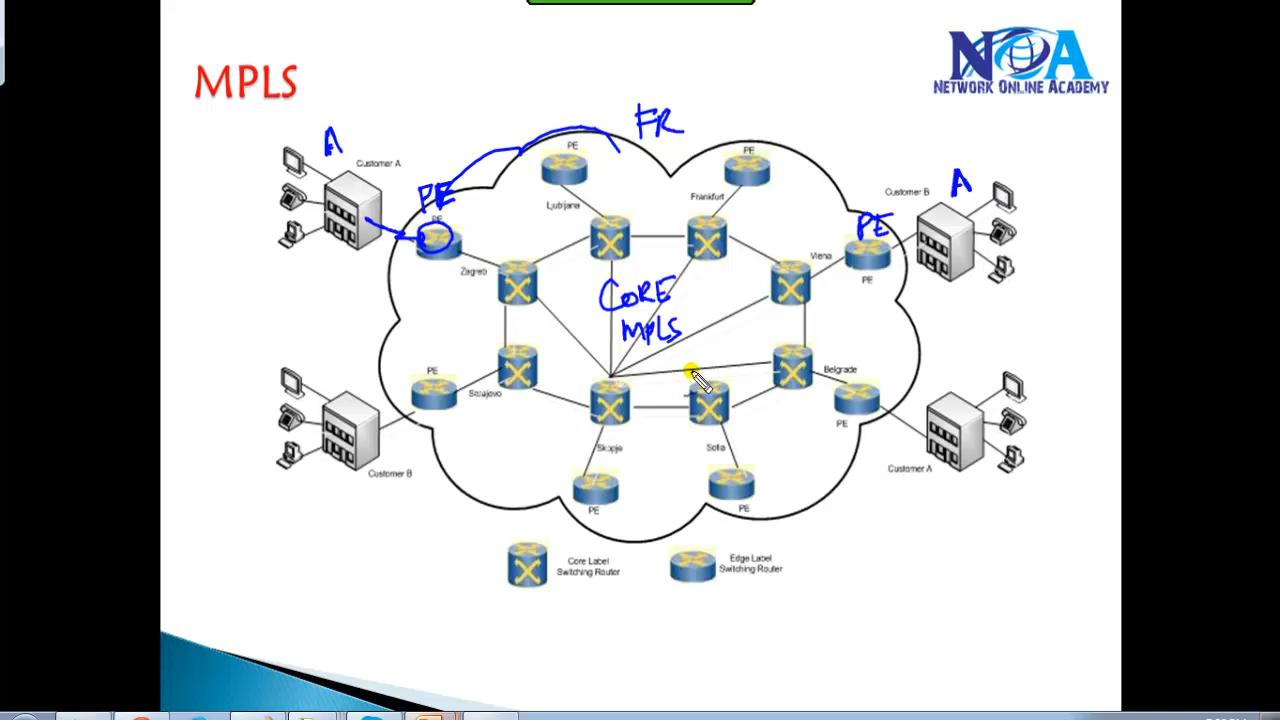 NOA
NETWORK ONLINE ACADEMY
MPLS
FR
A
Customer A
PE
PE
Customer B
A
PE
PE
Ljubljana
Frankfurt
PE
Zagreb
Viena
PE
CORE
MPLS
PE
Sarajevo
Belgrade
PE
Customer B
Skopje
Sofia
Customer A
PE
PE
Core Label
Switching Router
Edge Label
Switching Router